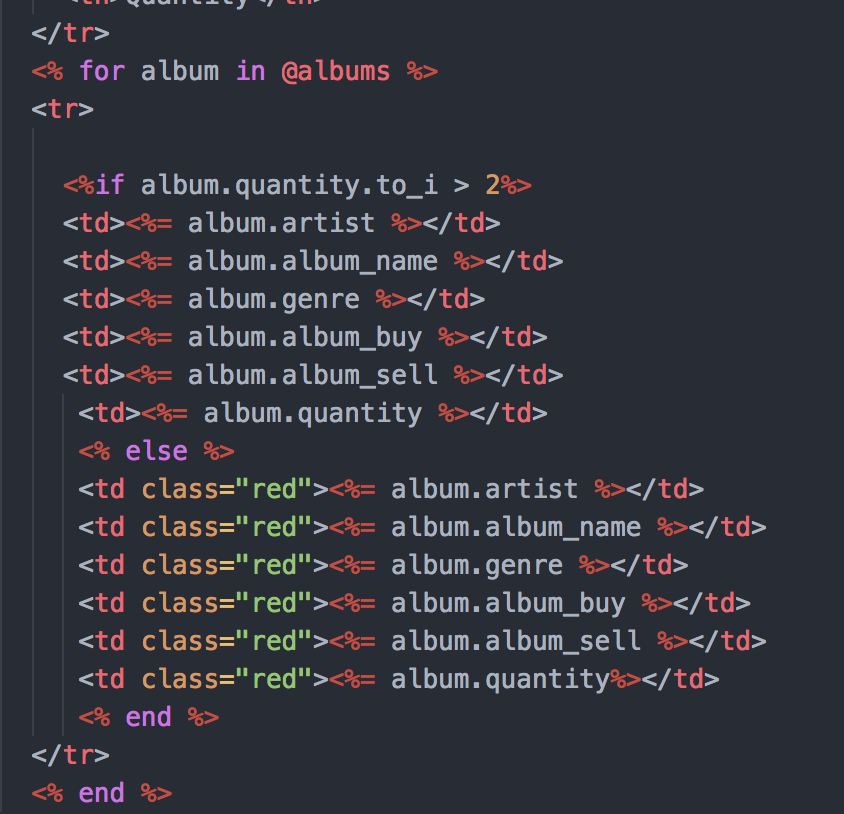 <th>Quantity</th>
</tr>
<% for album in @albums %>
<tr>
<%if album.quantity.to_i > 2%>
<td><%= album.artist %></td>
<td><%= album.album_name %></td>
<td><%= album.genre %></td>
<td><%= album.album_buy %></td>
<td><%= album.album_sell %></td>
<td><%= album.quantity %></td>
<% else %>
<td class="red"><%= album.artist %></td>
<td class="red"><%= album.album_name %></td>
<td class="red"><%= album.genre %></td>
<td class="red"><%= album.album_buy %></td>
<td class="red"><%= album.album_sell %></td>
<td class="red"><%= album.quantity%></td>
<% end %>
</tr>
<% end %>